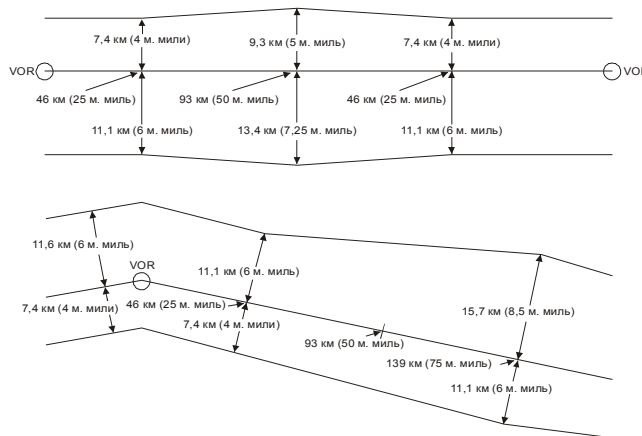 7,4 км (4 м. мили)
9,3 км (5 м. миль)
7,4 км (4 м. мили)
VOR
VOR
46 км (25 м. миль)
93 км (50 м. миль)
46 км (25 м. миль)
11,1 км (6 м. миль)
13,4 км (7,25 м. миль)
11,1 км (6 м. миль)
11,6 км (6 м. миль)
VOR
11,1 км (6 м. миль)
7,4 км (4 м. мили)
46 км (25 м. миль)
15,7 км (8,5 м. миль)
7,4 км (4 м. мили)
93 км (50 м. миль)
139 км (75 м. миль)
11,1 км (6 м. миль)